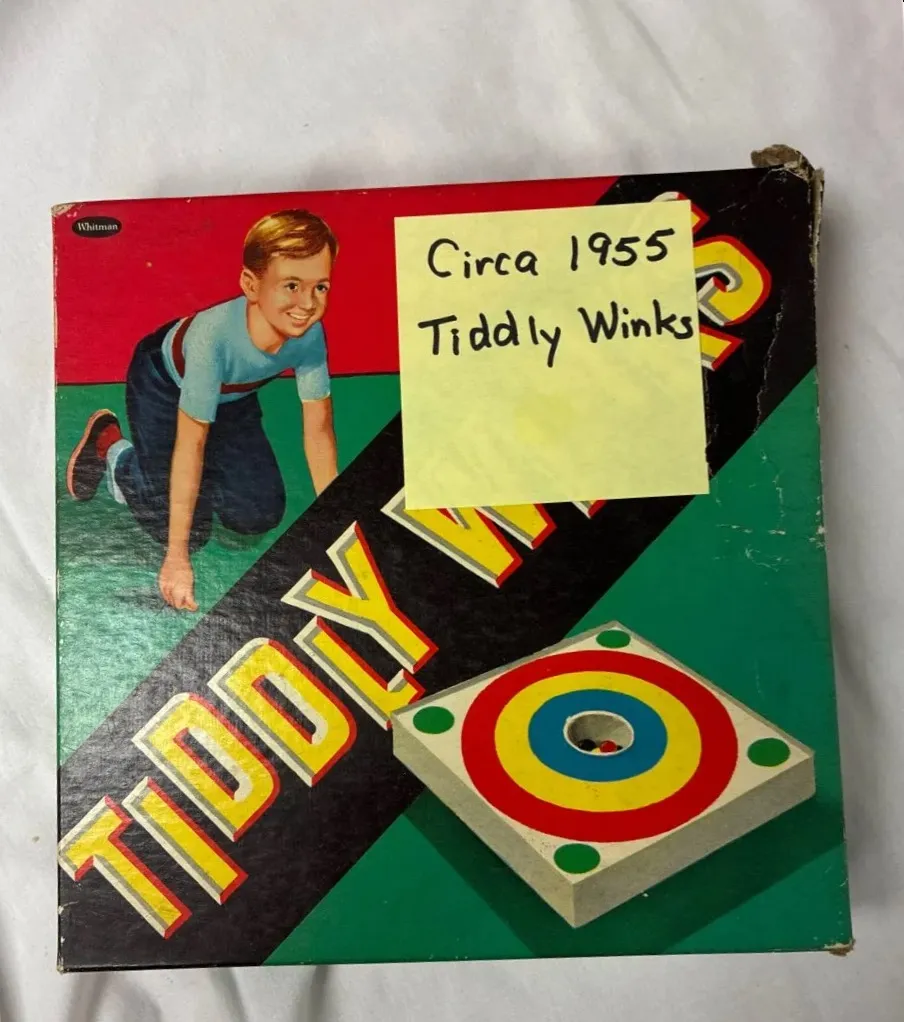 Whitman
Circa 1955
Tiddly Winks
TIDDLY